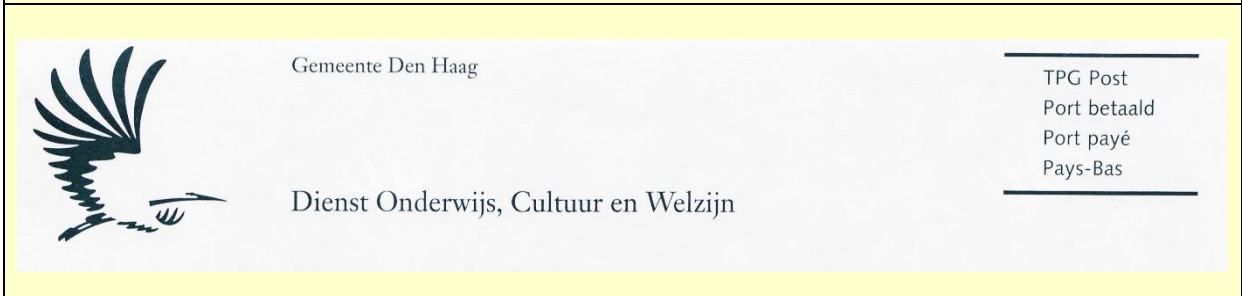 Gemeente Den Haag
Dienst Onderwijs, Cultuur en Welzijn
TPG Post
Port betaald
Port payé
Pays-Bas